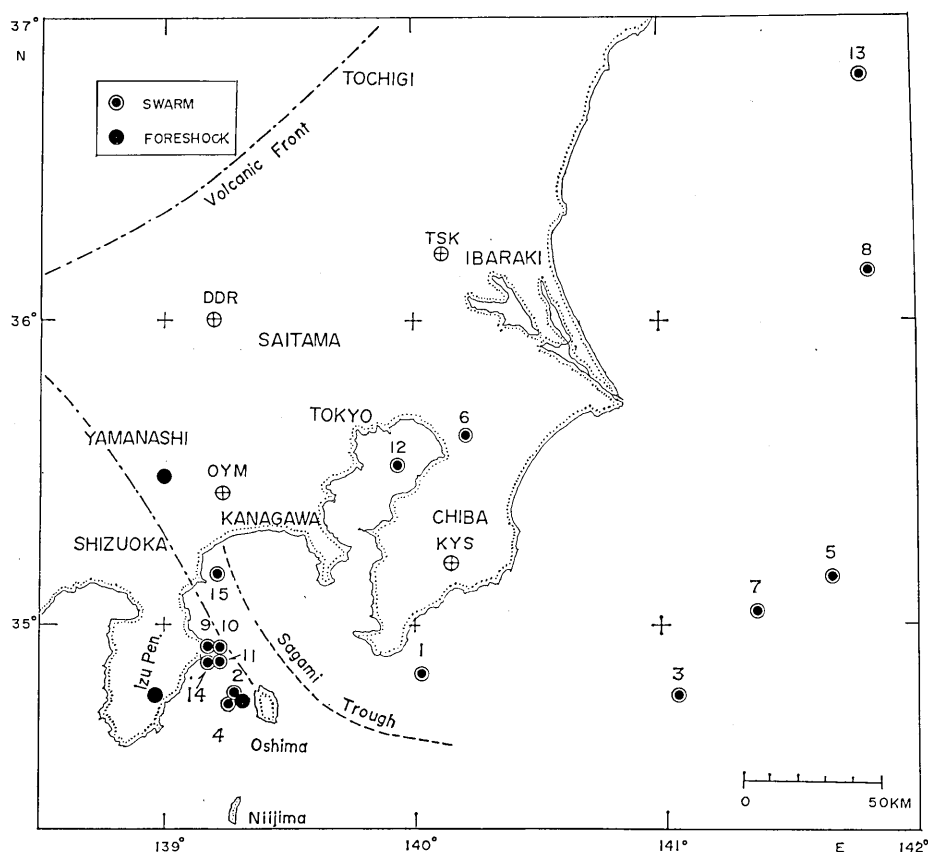 37°
N
SWARM
FORESHOCK
TOCHIGI
Volcanic Front
13
TSK
IBARAKI
8
DDR
36°
SAITAMA
TOKYO
6
12
YAMANASHI
OYM
KANAGAWA
CHIBA
KYS
SHIZUOKA
15
5
7
9 10
35°
11
1
Izu Pen.
14
2
3
Sagami
Trough
4
Oshima
Niijima
0 50KM
139° 140° 141° E 142°